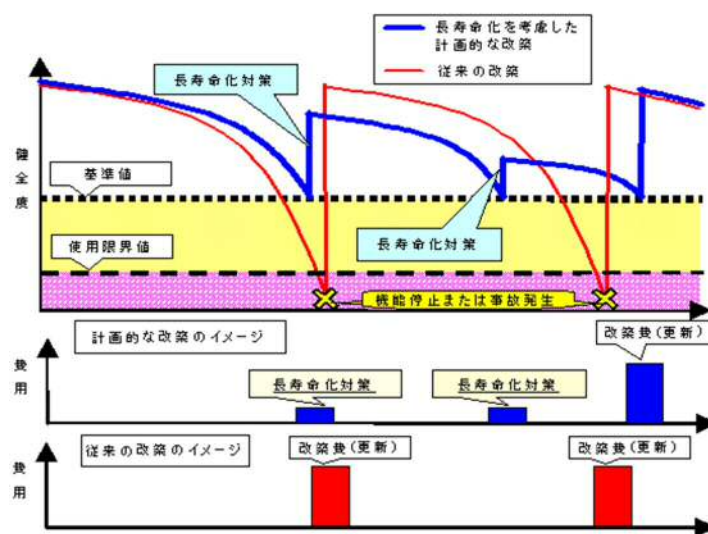 長寿命化を考慮した
計画的な改築
従来の改築
長寿命化対策
健全度
基準値
使用限界値
長寿命化対策
機能停止または事故発生
計画的な改築のイメージ
改築費(更新)
費用
長寿命化対策
長寿命化対策
従来の改築のイメージ
改築費(更新)
改築費(更新)
費用